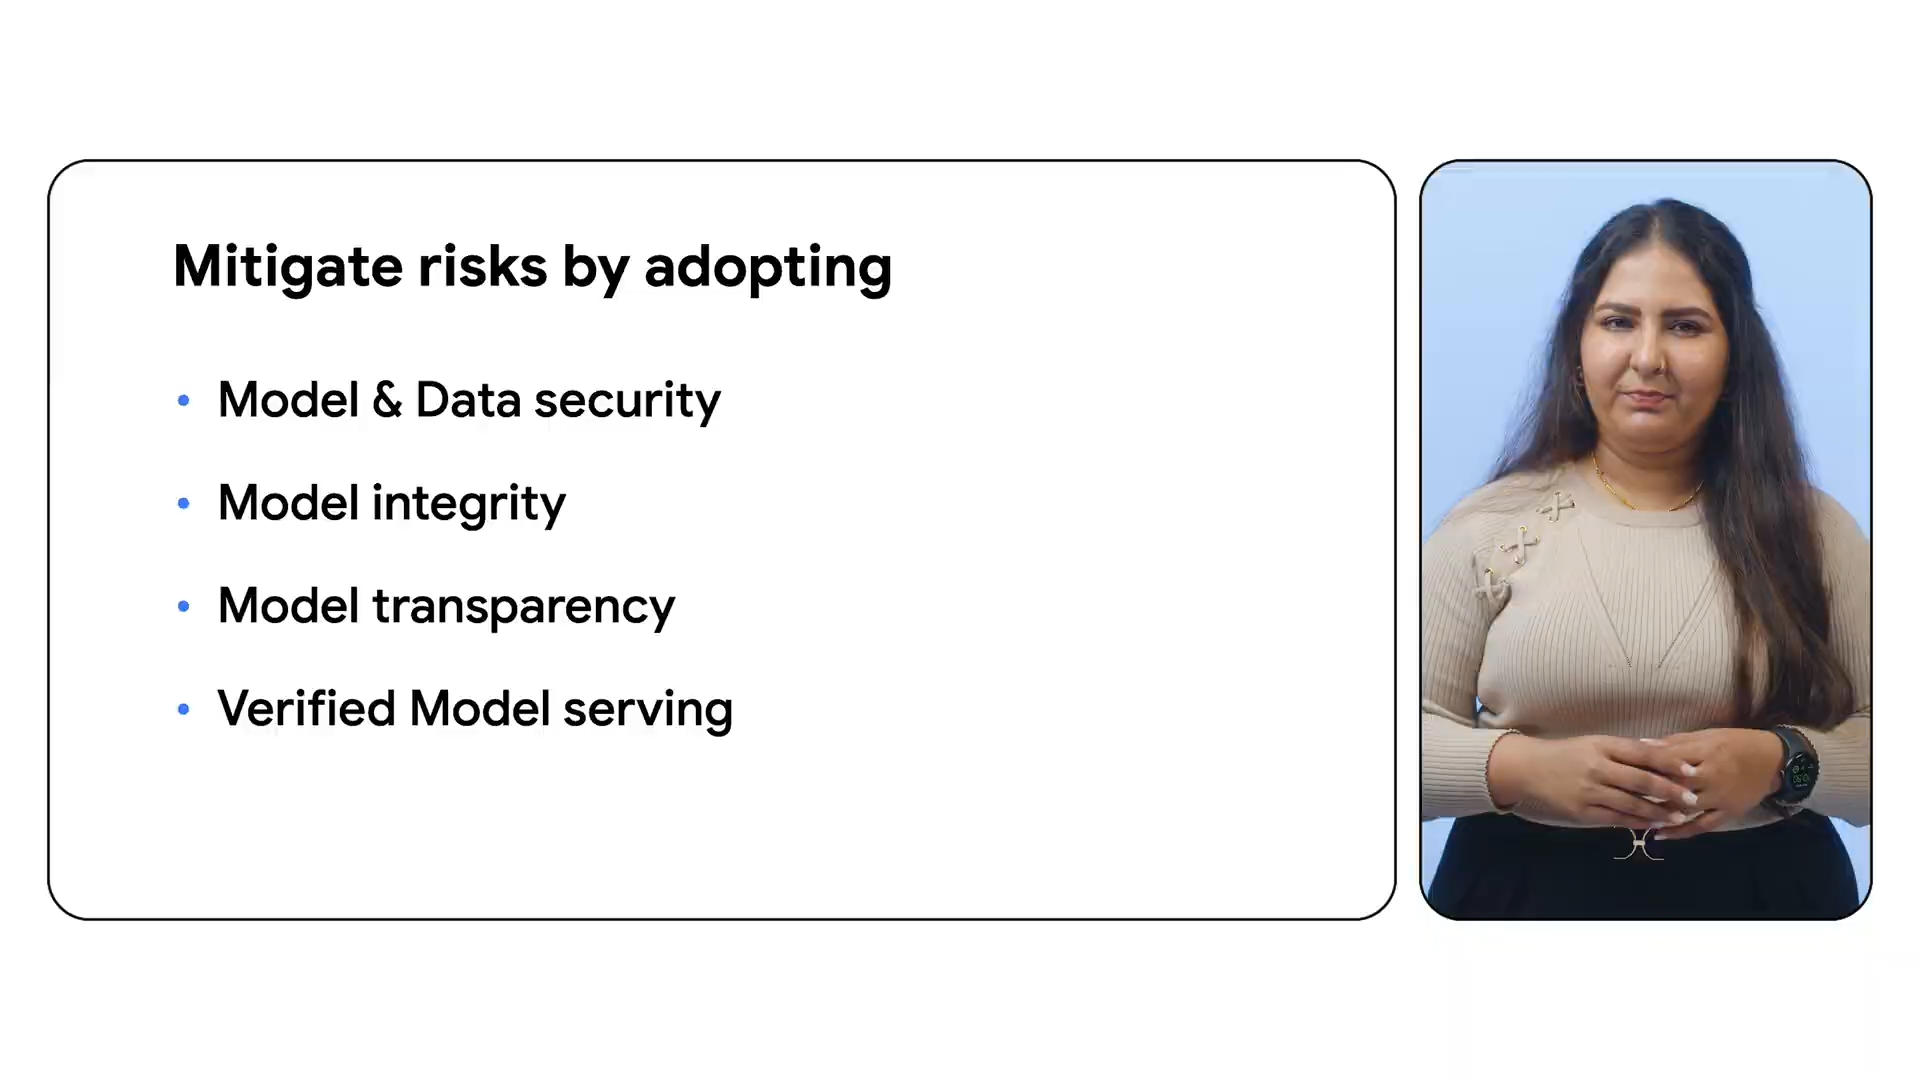 Mitigate risks by adopting
• Model & Data security
• Model integrity
• Model transparency
• Verified Model serving